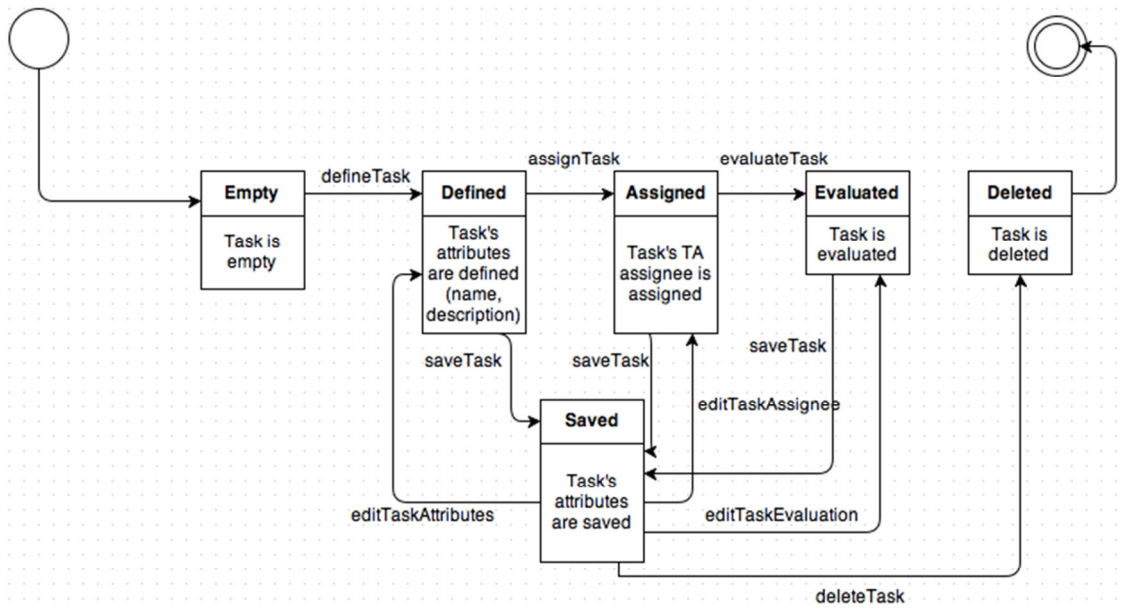 assignTask
evaluateTask
defineTask
Empty
Task is
empty
Defined
Task's
attributes
are defined
(name,
description)
Assigned
Task's TA
assignee is
assigned
Evaluated
Task is
evaluated
Deleted
Task is
deleted
saveTask
saveTask
saveTask
editTaskAssignee
Saved
Task's
attributes
are saved
editTaskAttributes
editTaskEvaluation
deleteTask